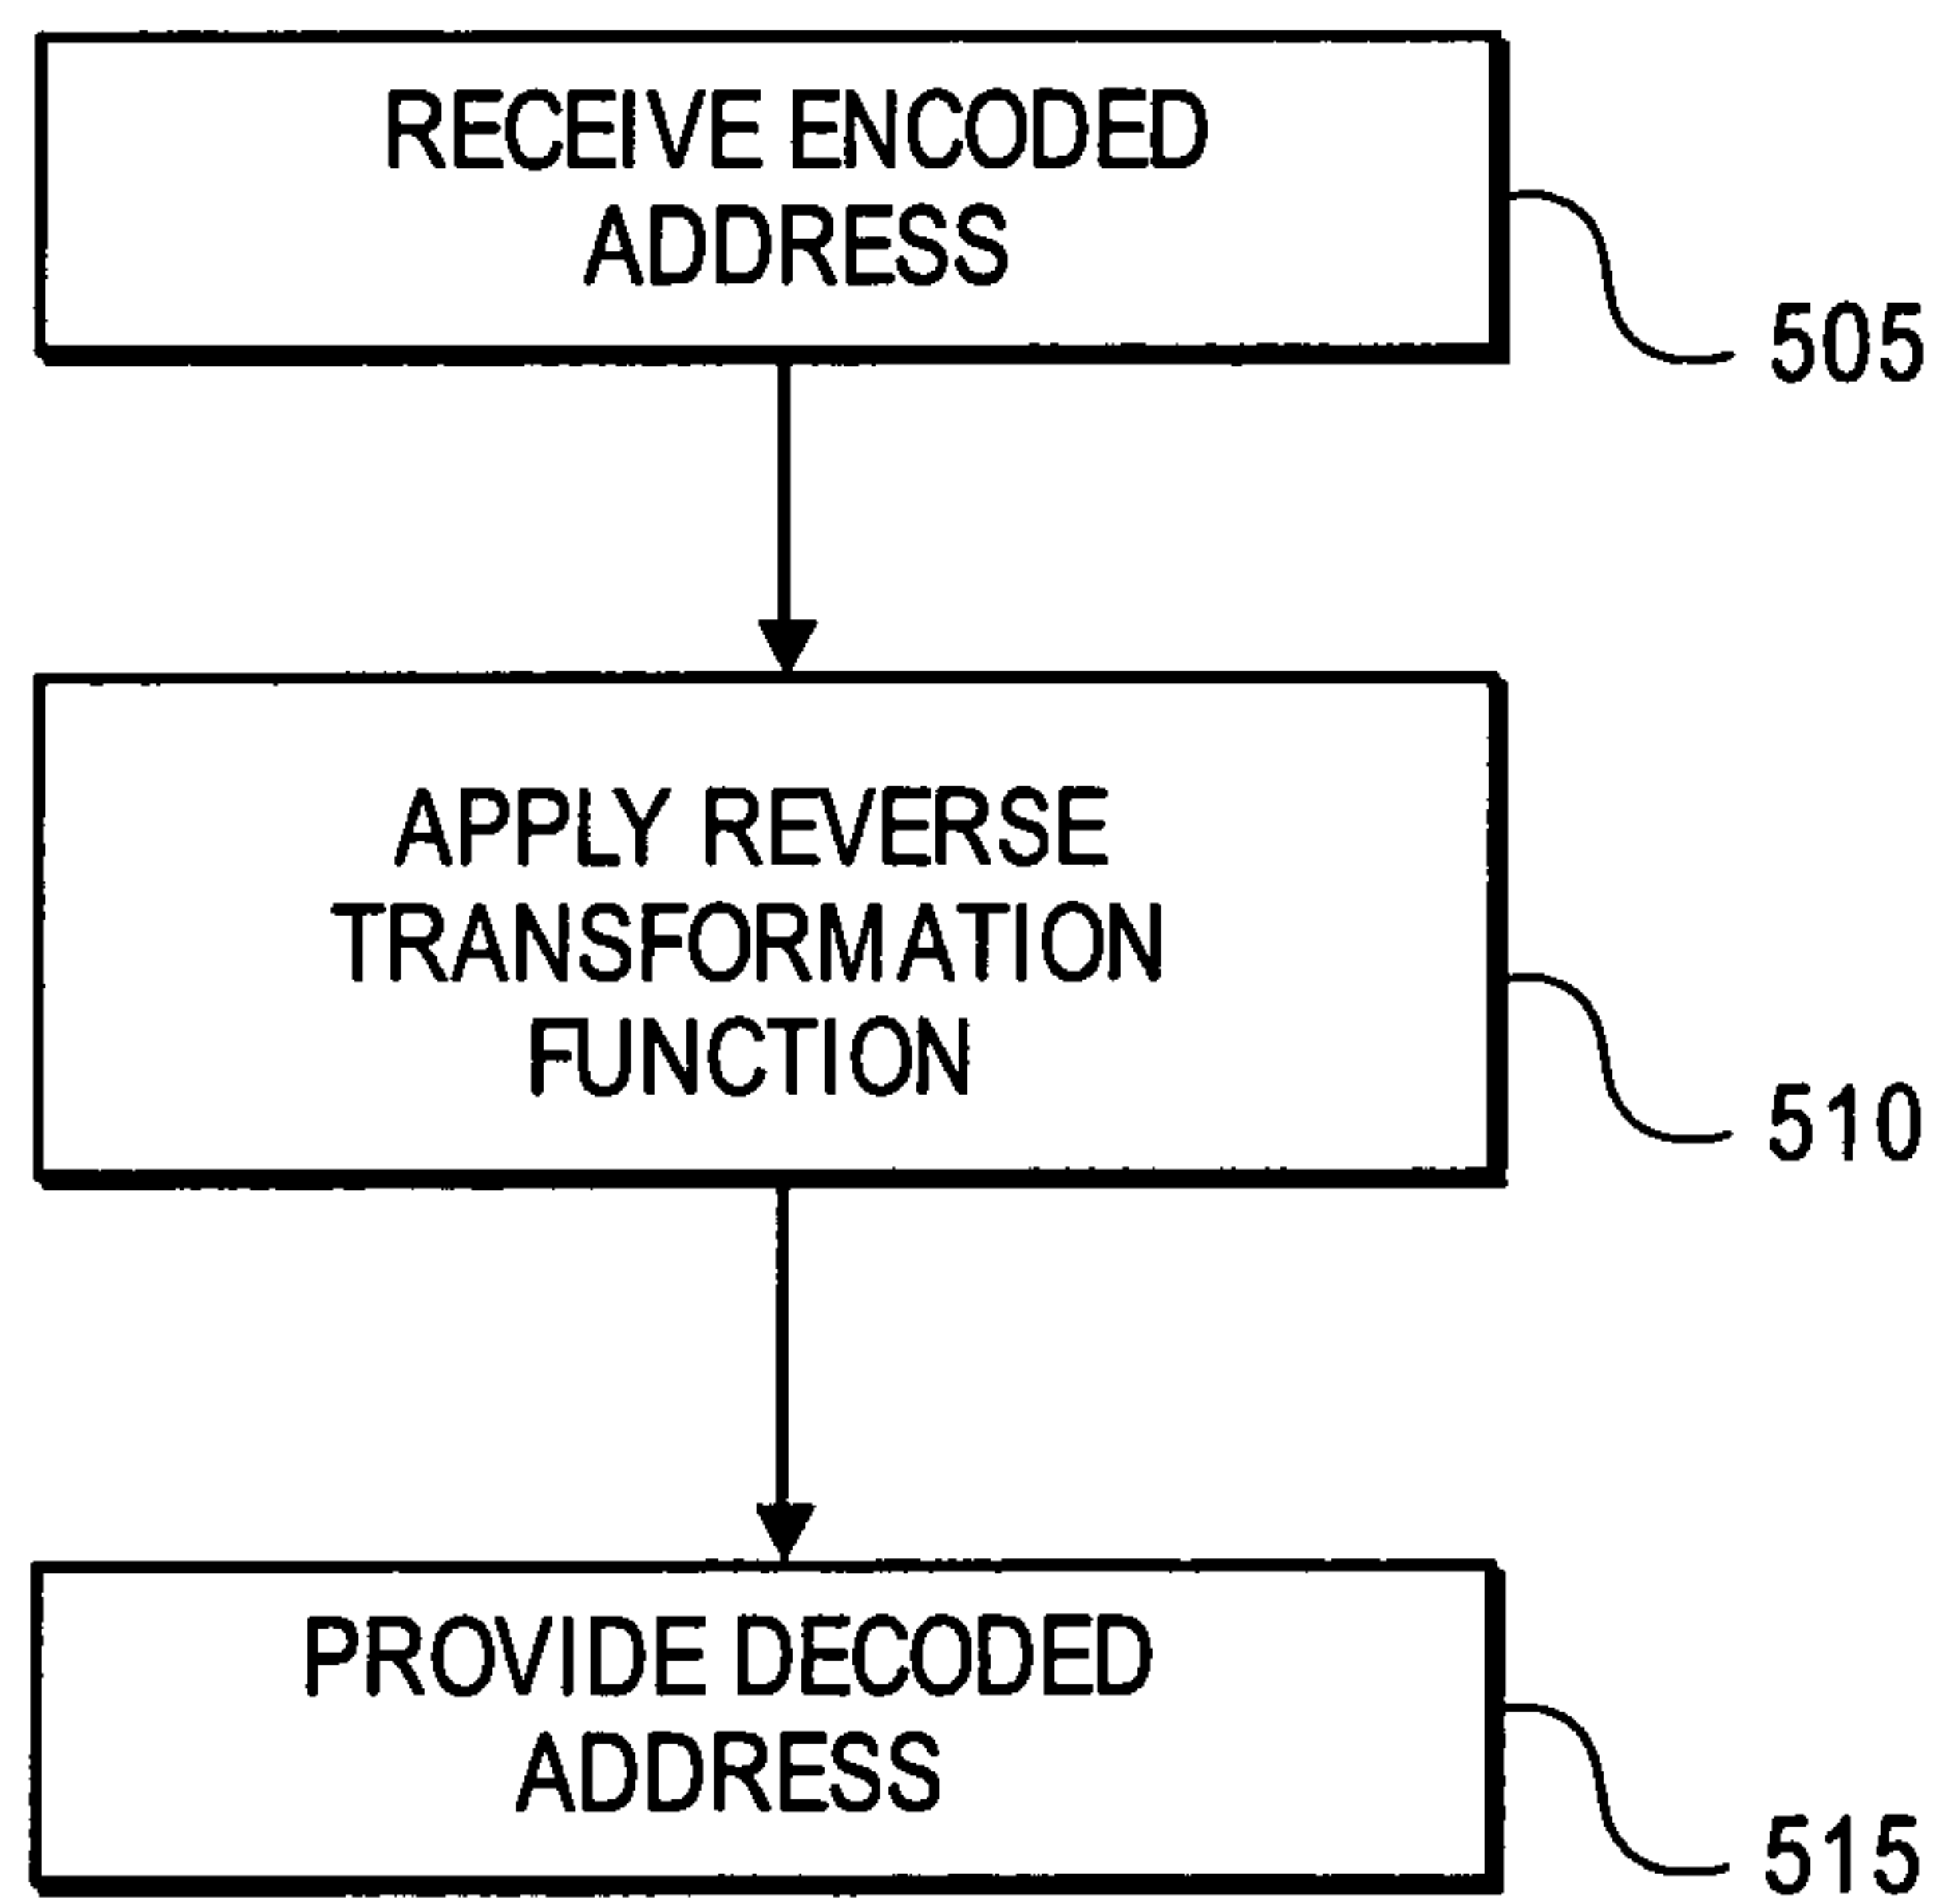 RECEIVE ENCODED
ADDRESS
505
APPLY REVERSE
TRANSFORMATION
FUNCTION
510
PROVIDE DECODED
ADDRESS
515